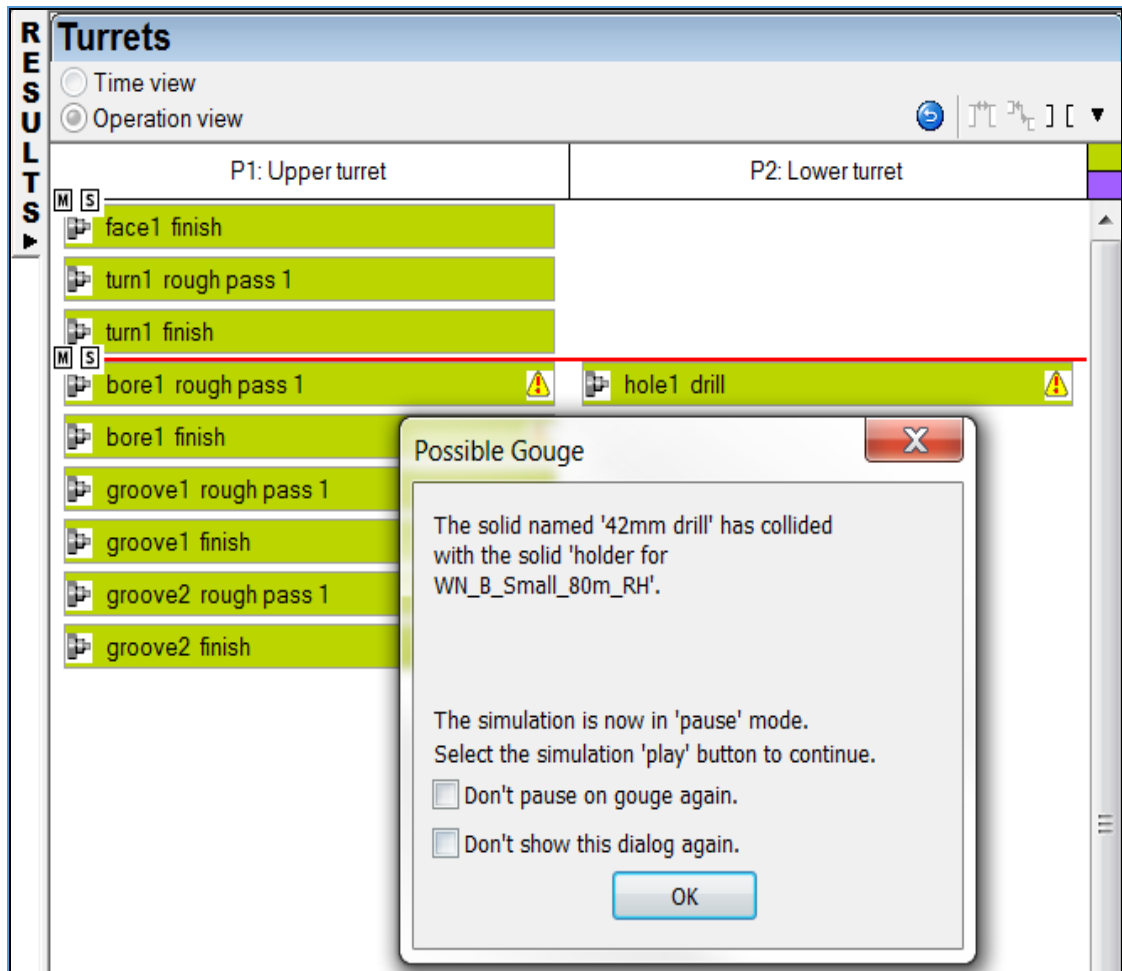 RESULTS
Turrets
Time view
Operation view
P1: Upper turret
P2: Lower turret
M S
face1 finish
turn1 rough pass 1
turn1 finish
M S
bore1 rough pass 1
hole1 drill
bore1 finish
groove1 rough pass 1
groove1 finish
groove2 rough pass 1
groove2 finish
Possible Gouge
The solid named '42mm drill' has collided
with the solid 'holder for
WN_B_Small_80m_RH'.
The simulation is now in 'pause' mode.
Select the simulation 'play' button to continue.
Don't pause on gouge again.
Don't show this dialog again.
OK